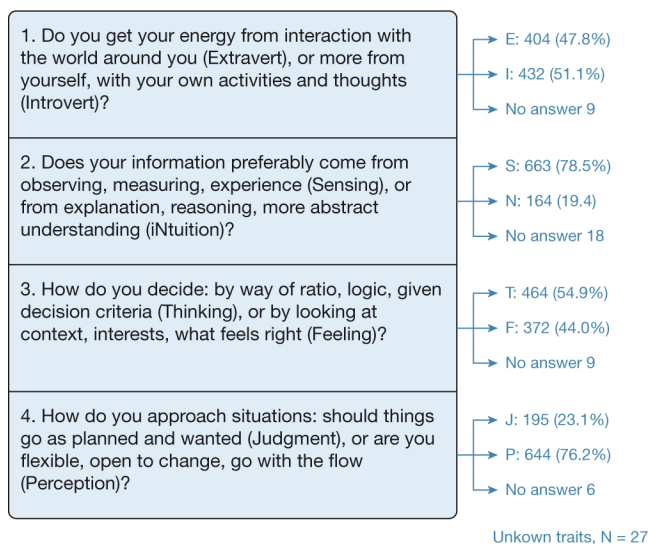 1. Do you get your energy from interaction with
the world around you (Extravert), or more from
yourself, with your own activities and thoughts
(Introvert)?
E: 404 (47.8%)
I: 432 (51.1%)
No answer 9
2. Does your information preferably come from
observing, measuring, experience (Sensing), or
from explanation, reasoning, more abstract
understanding (iNtuition)?
S: 663 (78.5%)
N: 164 (19.4)
No answer 18
3. How do you decide: by way of ratio, logic, given
decision criteria (Thinking), or by looking at
context, interests, what feels right (Feeling)?
T: 464 (54.9%)
F: 372 (44.0%)
No answer 9
4. How do you approach situations: should things
go as planned and wanted (Judgment), or are you
flexible, open to change, go with the flow
(Perception)?
J: 195 (23.1%)
P: 644 (76.2%)
No answer 6
Unkown traits, N = 27